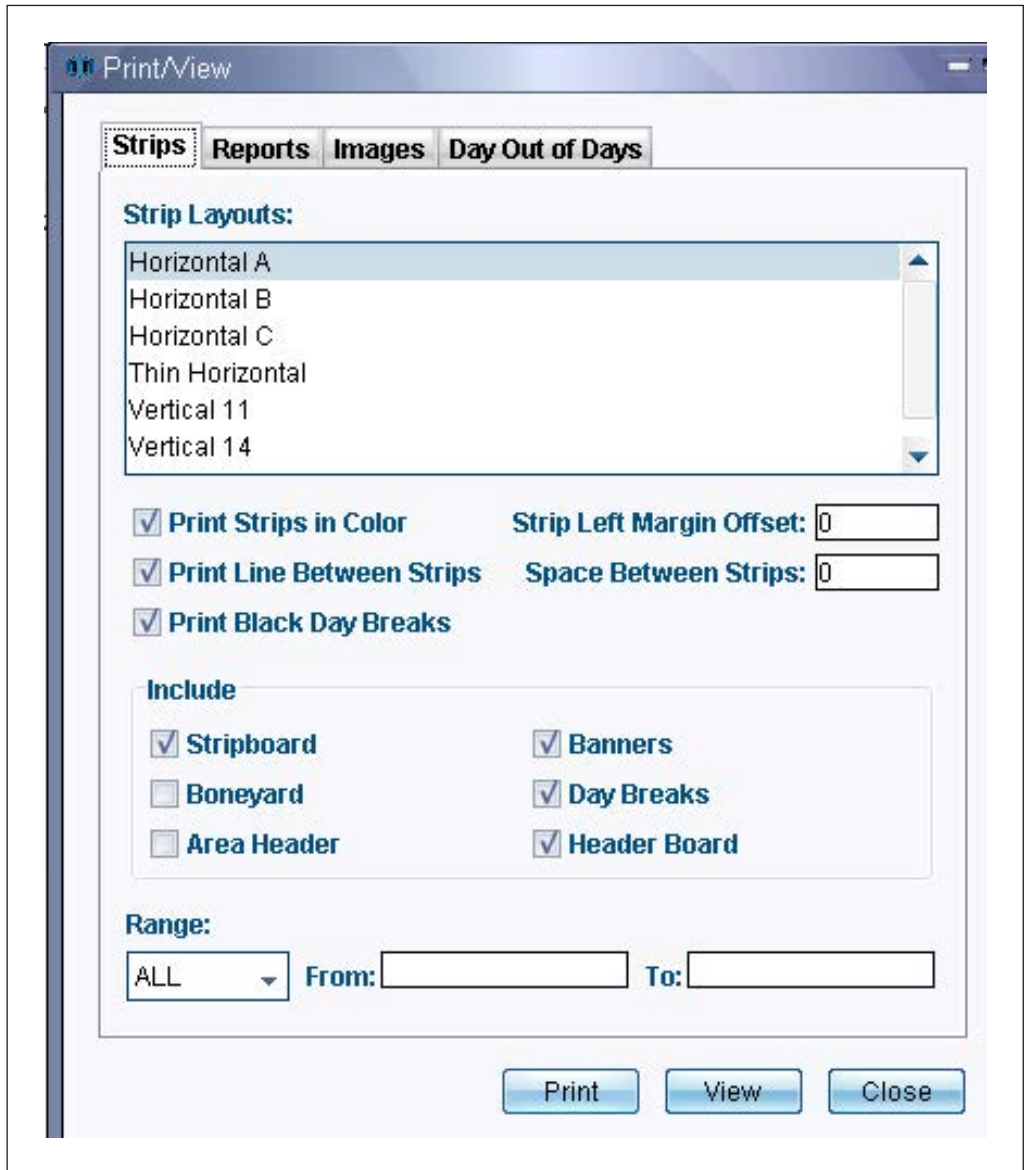 Print/View
Strips Reports Images Day Out of Days
Strip Layouts:
Horizontal A
Horizontal B
Horizontal C
Thin Horizontal
Vertical 11
Vertical 14
Print Strips in Color Strip Left Margin Offset: 0
Print Line Between Strips Space Between Strips: 0
Print Black Day Breaks
Include
Stripboard Banners
Boneyard Day Breaks
Area Header Header Board
Range:
ALL From: To:
Print View Close